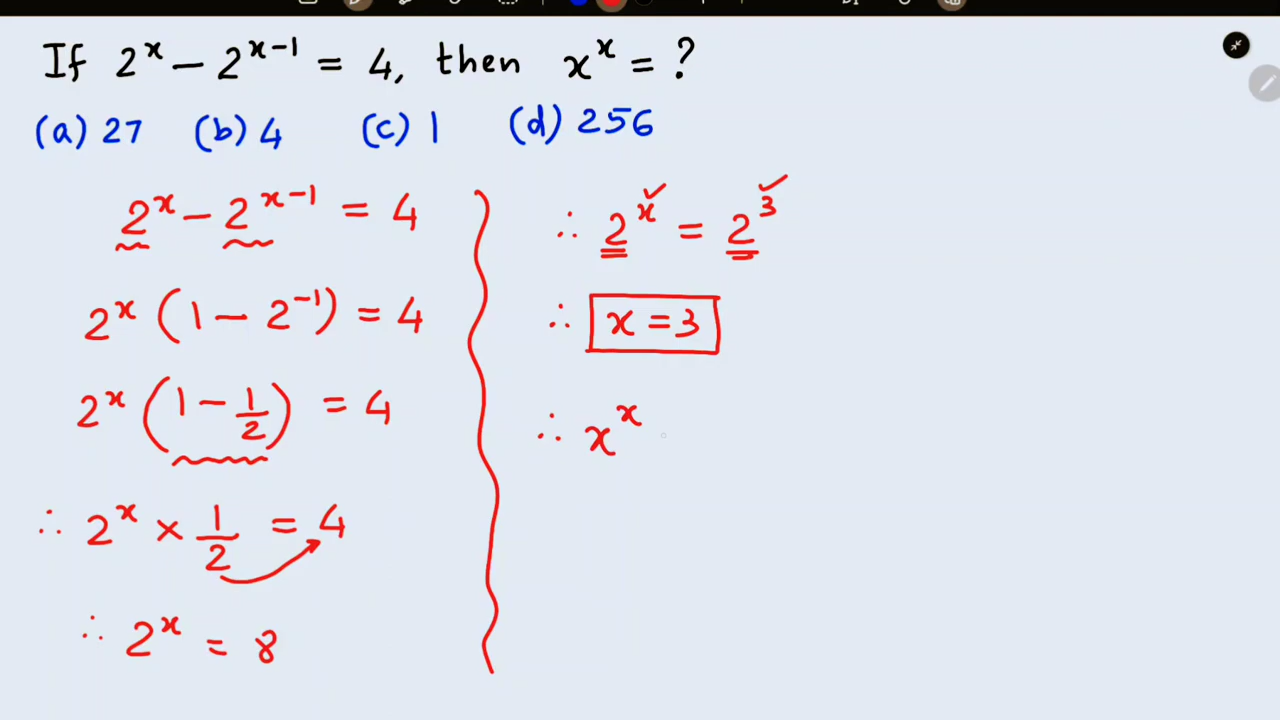 If 2^x − 2^(x−1) = 4, then x^x = ?
(a) 27 (b) 4 (c) 1 (d) 256
2^x − 2^(x−1) = 4
2^x (1 − 2^−1) = 4
2^x (1 − 1/2) = 4
∴ 2^x × 1/2 = 4
∴ 2^x = 8
∴ 2^x = 2^3
∴ x = 3
∴ x^x